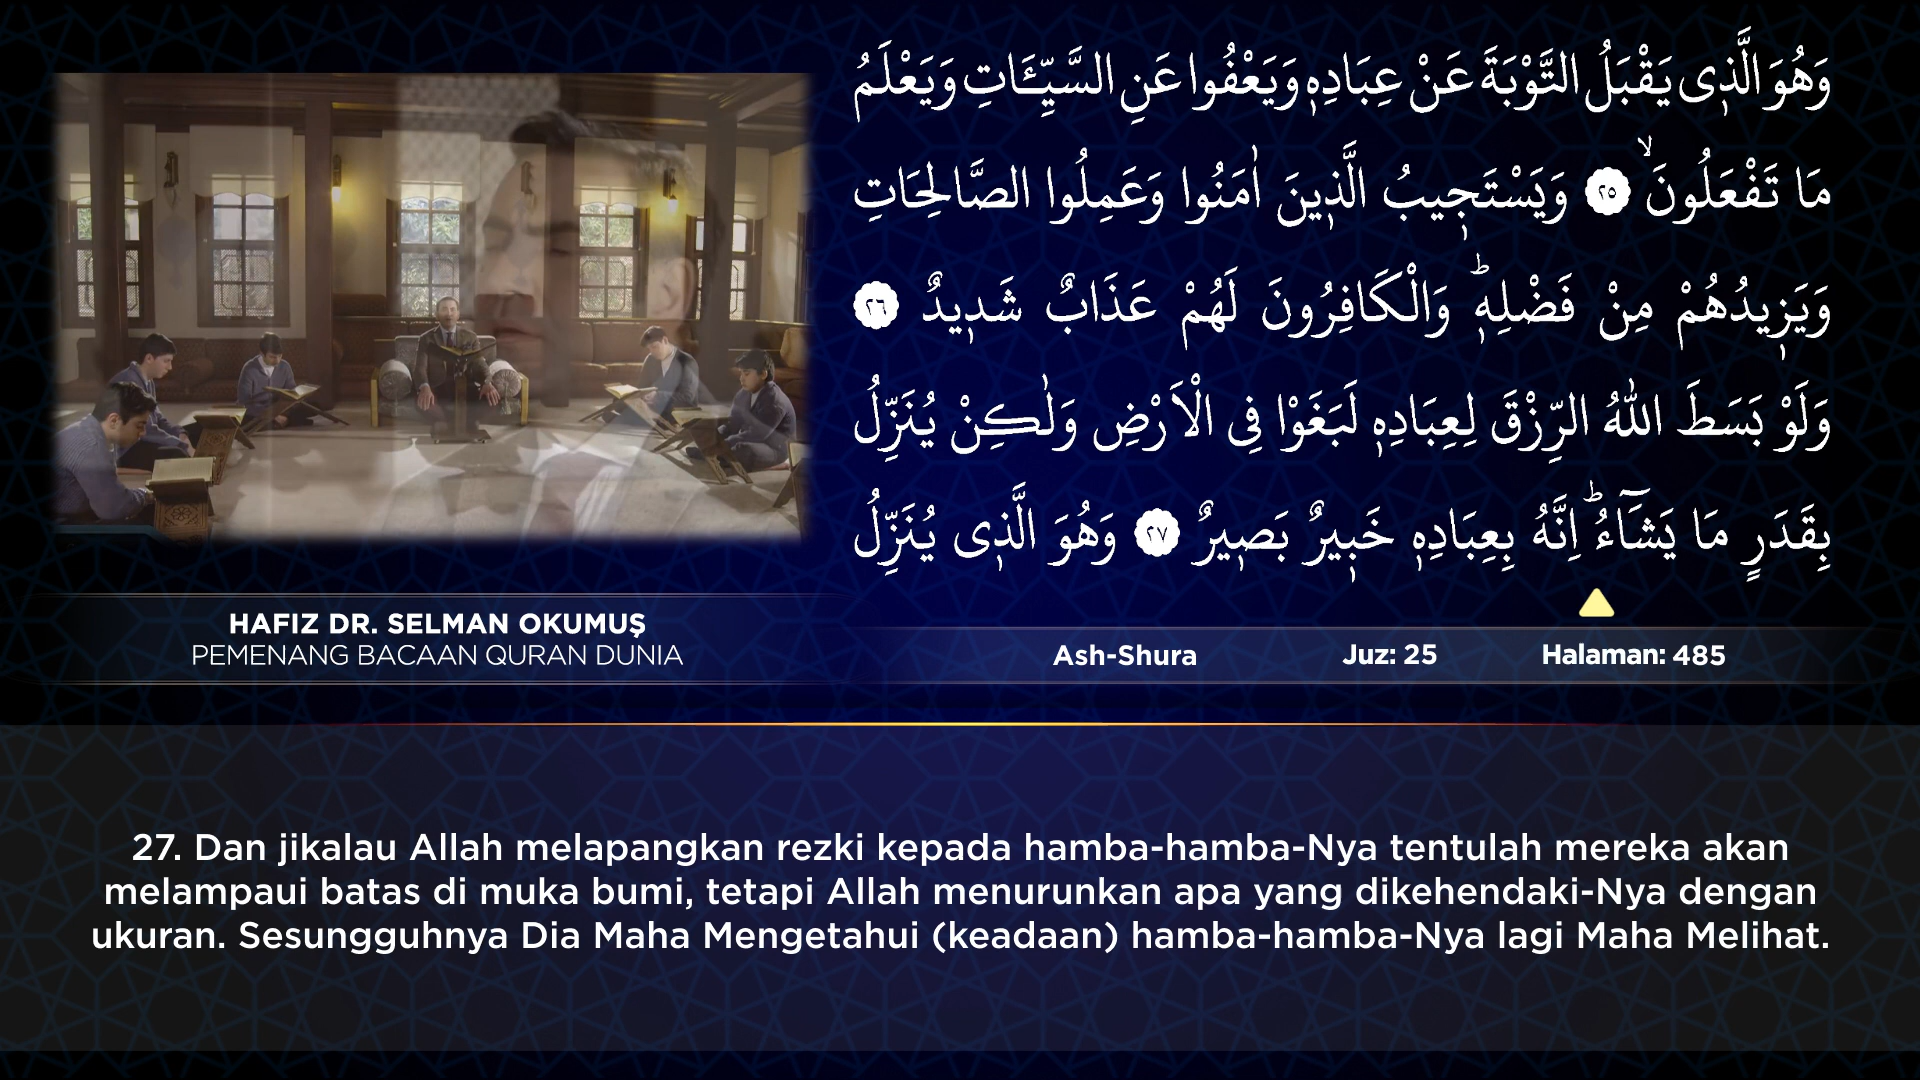 وَهُوَ الَّذٖى يَقْبَلُ التَّوْبَةَ عَنْ عِبَادِهٖ وَيَعْفُوا عَنِ السَّيِّـَٔاتِ وَيَعْلَمُ
مَا تَفْعَلُونَۙ ٢٥ وَيَسْتَجٖيبُ الَّذٖينَ اٰمَنُوا وَعَمِلُوا الصَّالِحَاتِ
وَيَزٖيدُهُمْ مِنْ فَضْلِهٖؕ وَالْكَافِرُونَ لَهُمْ عَذَابٌ شَدٖيدٌ ٢٦
وَلَوْ بَسَطَ اللّٰهُ الرِّزْقَ لِعِبَادِهٖ لَبَغَوْا فِى الْاَرْضِ وَلٰكِنْ يُنَزِّلُ
بِقَدَرٍ مَا يَشَٓاءُؕ اِنَّهُ بِعِبَادِهٖ خَبٖيرٌ بَصٖيرٌ ٢٧ وَهُوَ الَّذٖى يُنَزِّلُ
HAFIZ DR. SELMAN OKUMUŞ
PEMENANG BACAAN QURAN DUNIA
Ash-Shura Juz: 25 Halaman: 485
27. Dan jikalau Allah melapangkan rezki kepada hamba-hamba-Nya tentulah mereka akan
melampaui batas di muka bumi, tetapi Allah menurunkan apa yang dikehendaki-Nya dengan
ukuran. Sesungguhnya Dia Maha Mengetahui (keadaan) hamba-hamba-Nya lagi Maha Melihat.